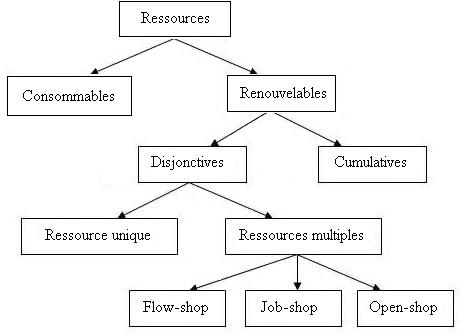 Ressources
Consommables
Renouvelables
Disjonctives
Cumulatives
Ressource unique
Ressources multiples
Flow-shop
Job-shop
Open-shop